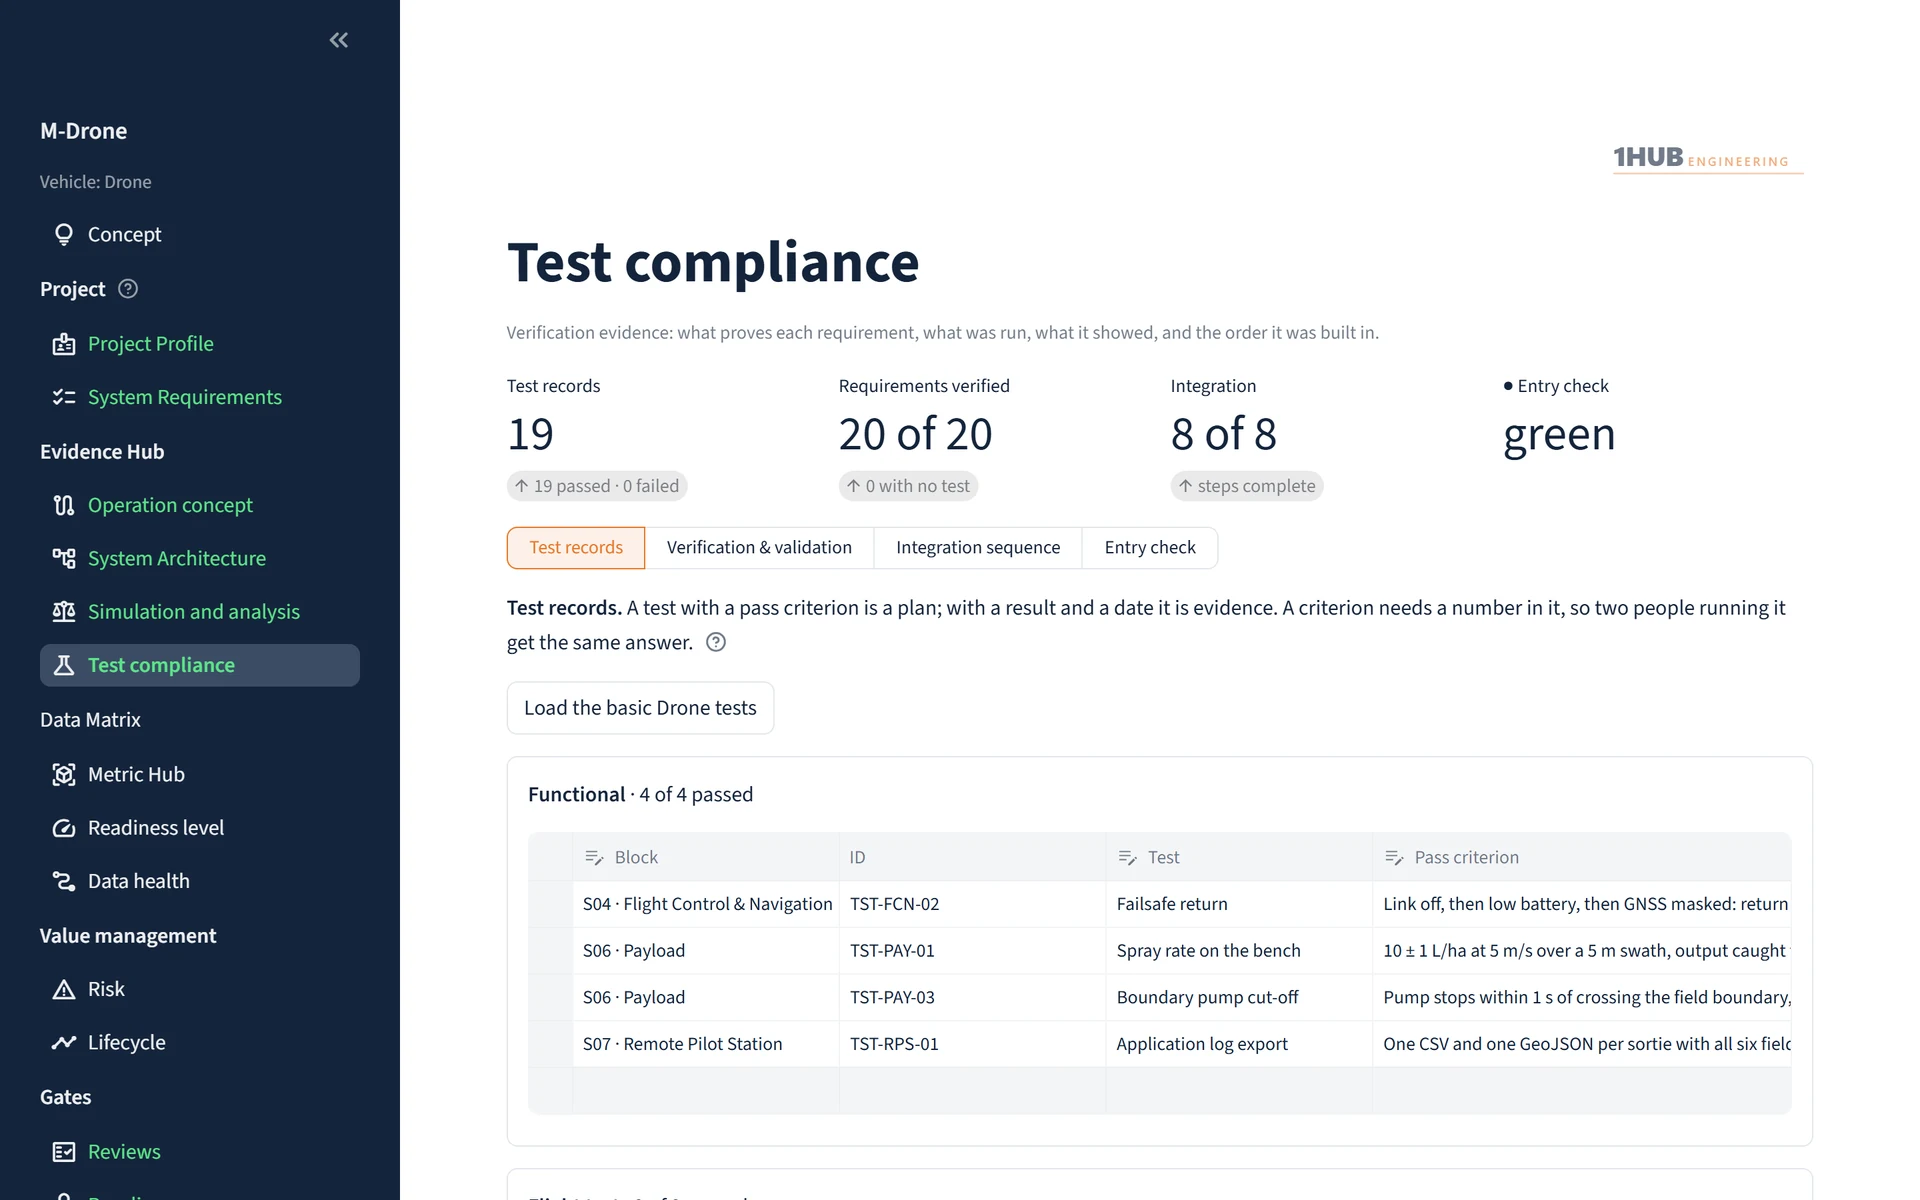 M-Drone
Vehicle: Drone
Concept
Project
Project Profile
System Requirements
Evidence Hub
Operation concept
System Architecture
Simulation and analysis
Test compliance
Data Matrix
Metric Hub
Readiness level
Data health
Value management
Risk
Lifecycle
Gates
Reviews
1HUB ENGINEERING
Test compliance
Verification evidence: what proves each requirement, what was run, what it showed, and the order it was built in.
Test records
19
19 passed · 0 failed
Requirements verified
20 of 20
0 with no test
Integration
8 of 8
steps complete
Entry check
green
Test records
Verification & validation
Integration sequence
Entry check
Test records. A test with a pass criterion is a plan; with a result and a date it is evidence. A criterion needs a number in it, so two people running it
get the same answer.
Load the basic Drone tests
Functional · 4 of 4 passed
Block ID Test Pass criterion
S04 · Flight Control & Navigation TST-FCN-02 Failsafe return Link off, then low battery, then GNSS masked: return
S06 · Payload TST-PAY-01 Spray rate on the bench 10 ± 1 L/ha at 5 m/s over a 5 m swath, output caught
S06 · Payload TST-PAY-03 Boundary pump cut-off Pump stops within 1 s of crossing the field boundary,
S07 · Remote Pilot Station TST-RPS-01 Application log export One CSV and one GeoJSON per sortie with all six